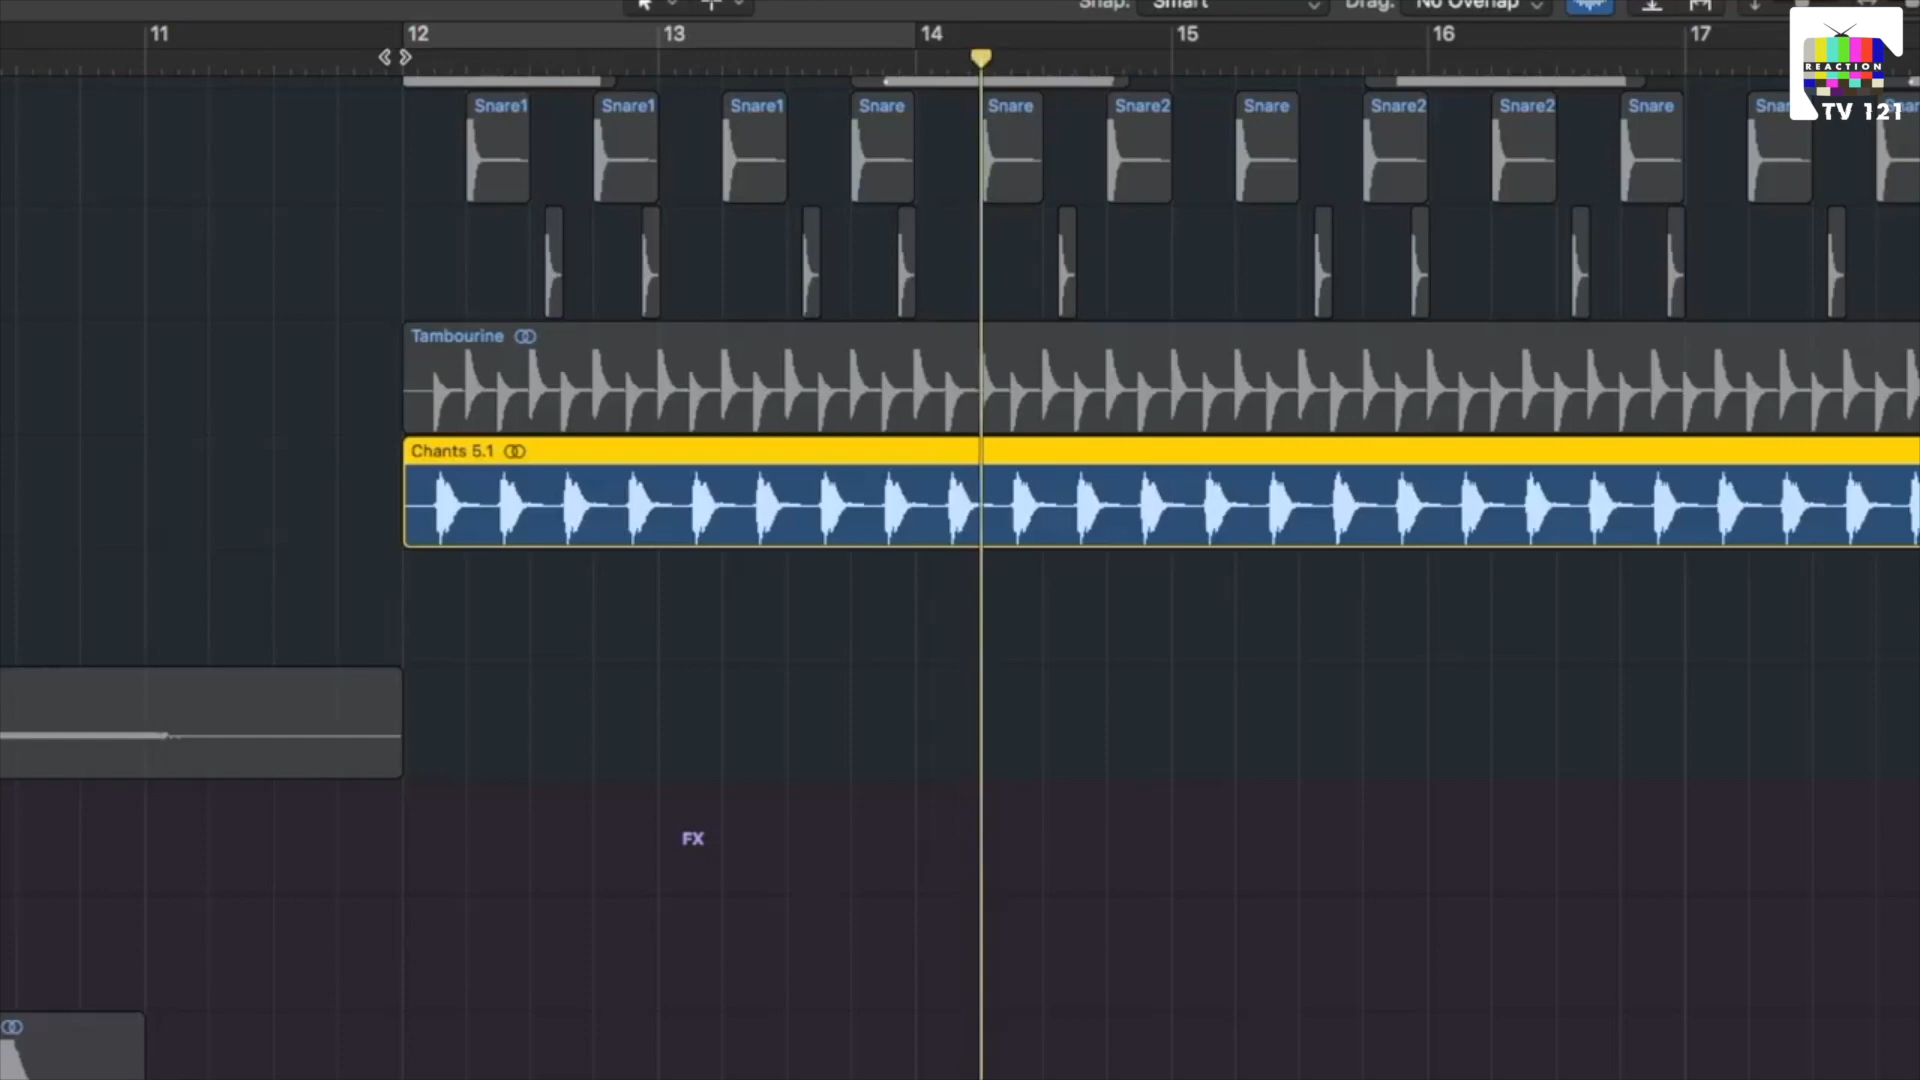 Snap: Smart Drag: No Overlap
11 12 13 14 15 16 17
REACTION
TV 121
Snare1 Snare1 Snare1 Snare Snare Snare2 Snare Snare2 Snare2 Snare
Tambourine
Chants 5.1
FX